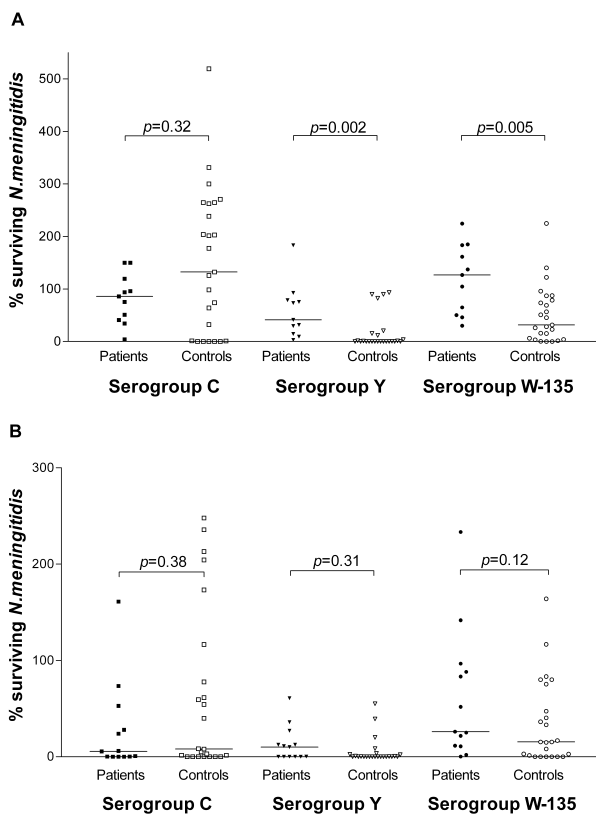 A
% surviving N.meningitidis
500
400
300
200
100
0
p=0.32
p=0.002
p=0.005
Patients Controls Patients Controls Patients Controls
Serogroup C Serogroup Y Serogroup W-135
B
% surviving N.meningitidis
300
200
100
0
p=0.38
p=0.31
p=0.12
Patients Controls Patients Controls Patients Controls
Serogroup C Serogroup Y Serogroup W-135